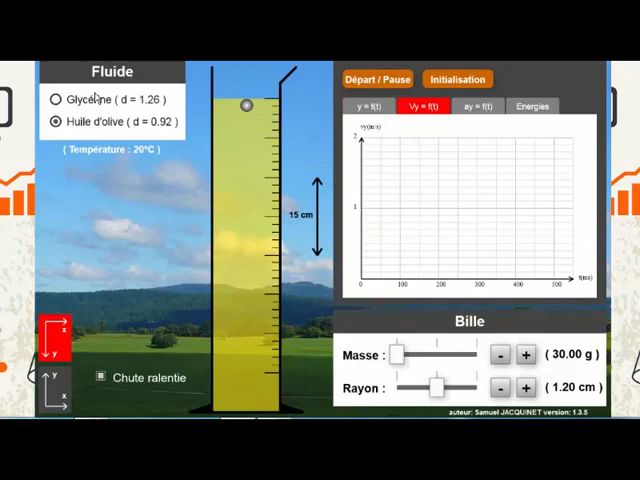 Fluide
Glycérine ( d = 1.26 )
Huile d'olive ( d = 0.92 )
( Température : 20°C )
15 cm
y
x
y
x
Chute ralentie
Départ / Pause
Initialisation
y = f(t)
Vy = f(t)
ay = f(t)
Energies
vy(m/s)
2
1
0
100
200
300
400
500
t(ms)
Bille
Masse :
-
+
( 30.00 g )
Rayon :
-
+
( 1.20 cm )
auteur: Samuel JACQUINET version: 1.3.5